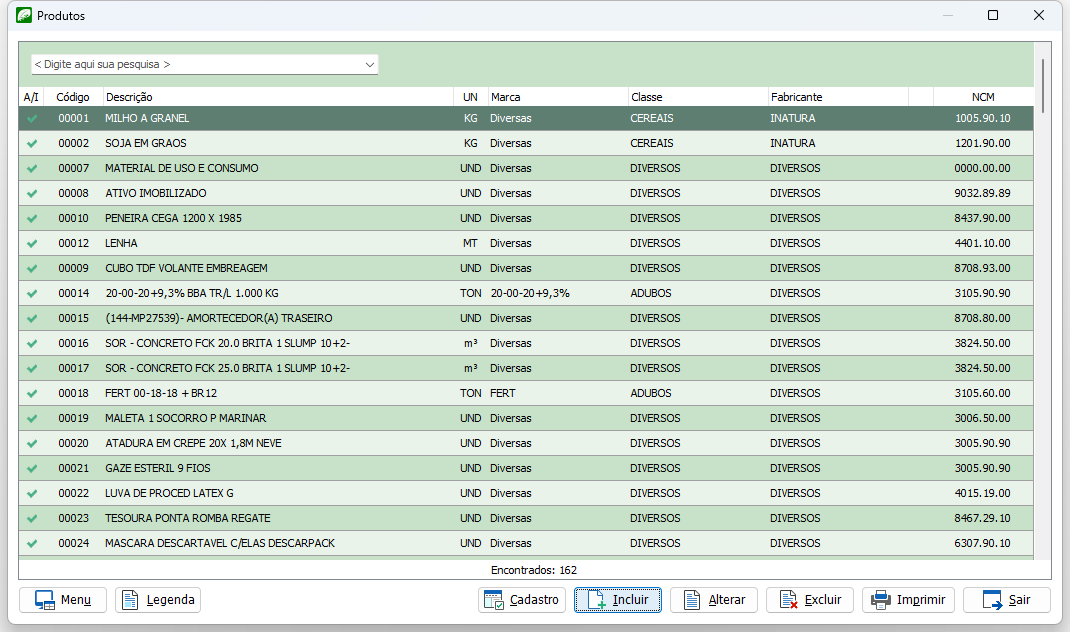 Produtos
< Digite aqui sua pesquisa >
A/I Código Descrição UN Marca Classe Fabricante NCM
00001 MILHO A GRANEL KG Diversas CEREAIS INATURA 1005.90.10
00002 SOJA EM GRAOS KG Diversas CEREAIS INATURA 1201.90.00
00007 MATERIAL DE USO E CONSUMO UND Diversas DIVERSOS DIVERSOS 0000.00.00
00008 ATIVO IMOBILIZADO UND Diversas DIVERSOS DIVERSOS 9032.89.89
00010 PENEIRA CEGA 1200 X 1985 UND Diversas DIVERSOS DIVERSOS 8437.90.00
00012 LENHA MT Diversas DIVERSOS DIVERSOS 4401.10.00
00009 CUBO TDF VOLANTE EMBREAGEM UND Diversas DIVERSOS DIVERSOS 8708.93.00
00014 20-00-20+9,3% BBA TR/L 1.000 KG TON 20-00-20+9,3% ADUBOS DIVERSOS 3105.90.90
00015 (144-MP27539)- AMORTECEDOR(A) TRASEIRO UND Diversas DIVERSOS DIVERSOS 8708.80.00
00016 SOR - CONCRETO FCK 20.0 BRITA 1 SLUMP 10+2- m³ Diversas DIVERSOS DIVERSOS 3824.50.00
00017 SOR - CONCRETO FCK 25.0 BRITA 1 SLUMP 10+2- m³ Diversas DIVERSOS DIVERSOS 3824.50.00
00018 FERT 00-18-18 + BR12 TON FERT ADUBOS DIVERSOS 3105.60.00
00019 MALETA 1 SOCORRO P MARINAR UND Diversas DIVERSOS DIVERSOS 3006.50.00
00020 ATADURA EM CREPE 20X 1,8M NEVE UND Diversas DIVERSOS DIVERSOS 3005.90.90
00021 GAZE ESTERIL 9 FIOS UND Diversas DIVERSOS DIVERSOS 3005.90.90
00022 LUVA DE PROCED LATEX G UND Diversas DIVERSOS DIVERSOS 4015.19.00
00023 TESOURA PONTA ROMBA REGATE UND Diversas DIVERSOS DIVERSOS 8467.29.10
00024 MASCARA DESCARTAVEL C/ELAS DESCARPACK UND Diversas DIVERSOS DIVERSOS 6307.90.10
Encontrados: 162
Menu Legenda Cadastro Incluir Alterar Excluir Imprimir Sair